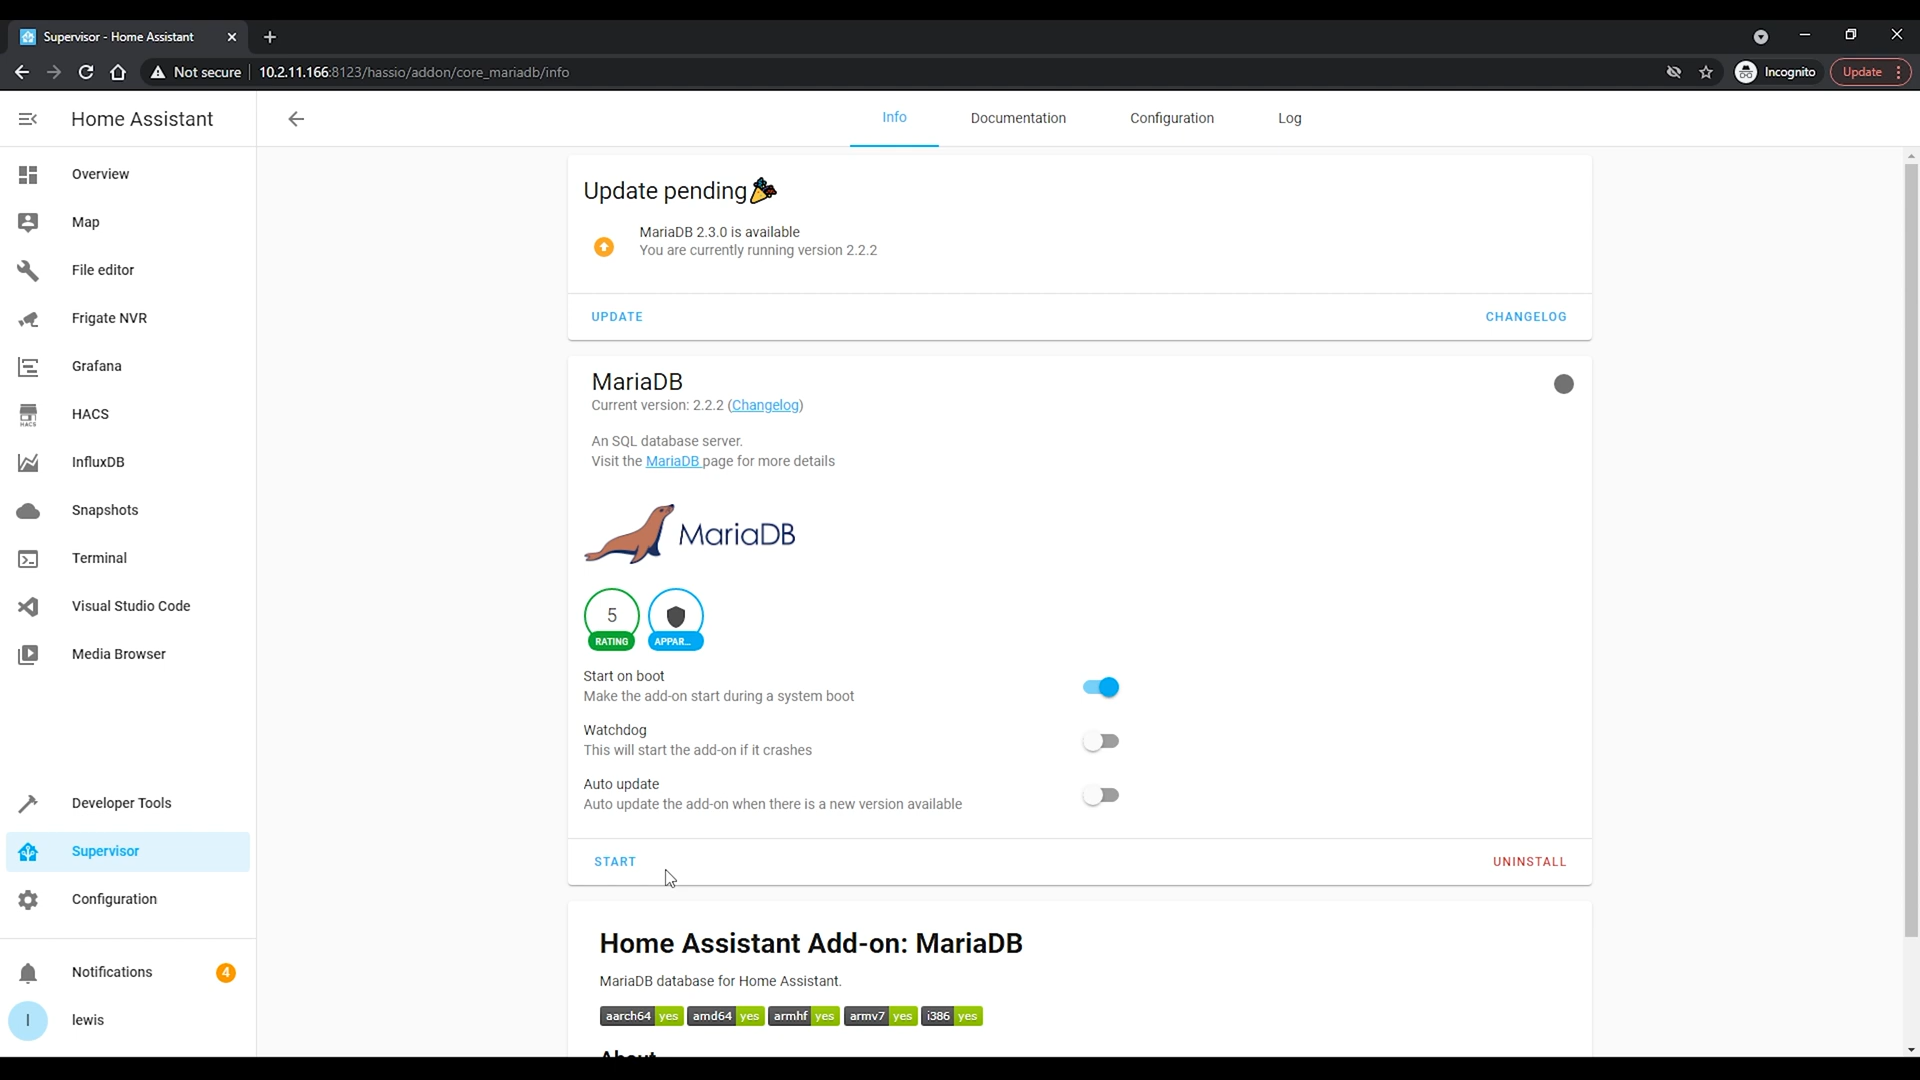 Supervisor - Home Assistant
Not secure
10.2.11.166:8123/hassio/addon/core_mariadb/info
Incognito
Update
Home Assistant
Info
Documentation
Configuration
Log
Overview
Map
File editor
Frigate NVR
Grafana
HACS
HACS
InfluxDB
Snapshots
Terminal
Visual Studio Code
Media Browser
Developer Tools
Supervisor
Configuration
Notifications
4
l
lewis
Update pending
MariaDB 2.3.0 is available
You are currently running version 2.2.2
UPDATE
CHANGELOG
MariaDB
Current version: 2.2.2 (Changelog)
An SQL database server.
Visit the MariaDB page for more details
MariaDB
5
RATING
APPAR...
Start on boot
Make the add-on start during a system boot
Watchdog
This will start the add-on if it crashes
Auto update
Auto update the add-on when there is a new version available
START
UNINSTALL
Home Assistant Add-on: MariaDB
MariaDB database for Home Assistant.
aarch64 yes amd64 yes armhf yes armv7 yes i386 yes
About